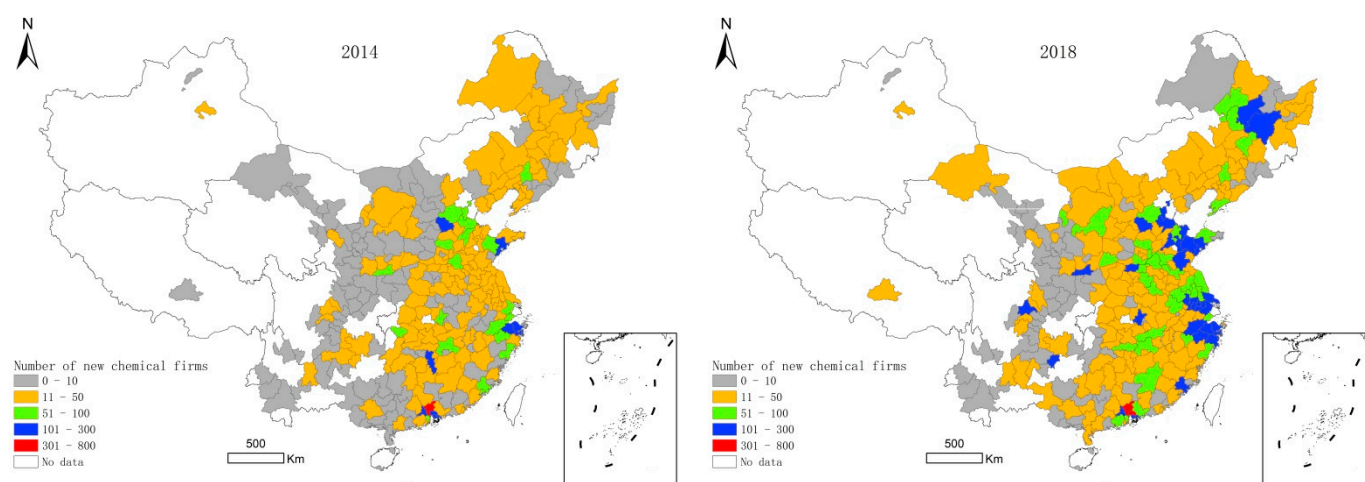 N
2014
Number of new chemical firms
0 - 10
11 - 50
51 - 100
101 - 300
301 - 800
No data
500
Km
N
2018
Number of new chemical firms
0 - 10
11 - 50
51 - 100
101 - 300
301 - 800
No data
500
Km